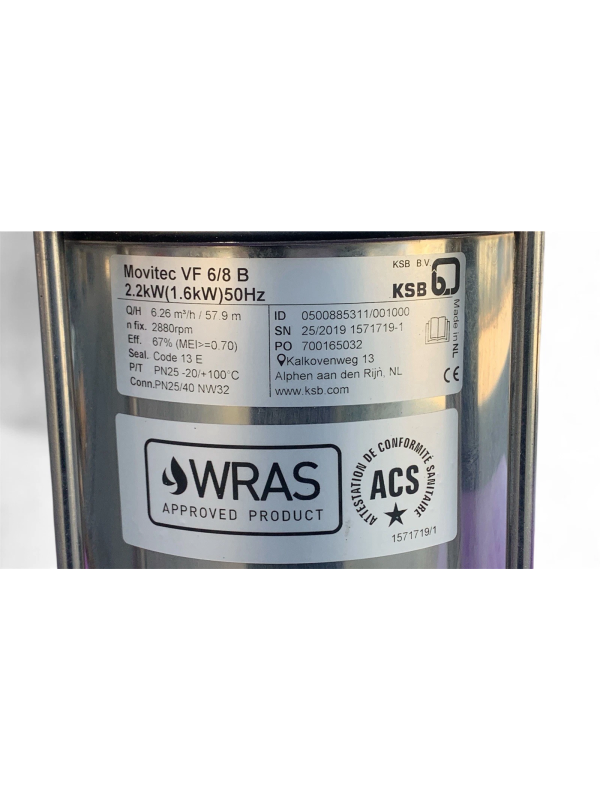 Movitec VF 6/8 B
2.2kW(1.6kW)50Hz
Q/H 6.26 m³/h / 57.9 m
n fix. 2880rpm
Eff. 67% (MEI>=0.70)
Seal. Code 13 E
P/T PN25 -20/+100°C
Conn. PN25/40 NW32
KSB B.V.
KSB
ID 0500885311/001000
SN 25/2019 1571719-1
PO 700165032
Kalkovenweg 13
Alphen aan den Rijn, NL
www.ksb.com
Made in NL
CE
WRAS
APPROVED PRODUCT
ATTESTATION DE CONFORMITÉ SANITAIRE
ACS
1571719/1